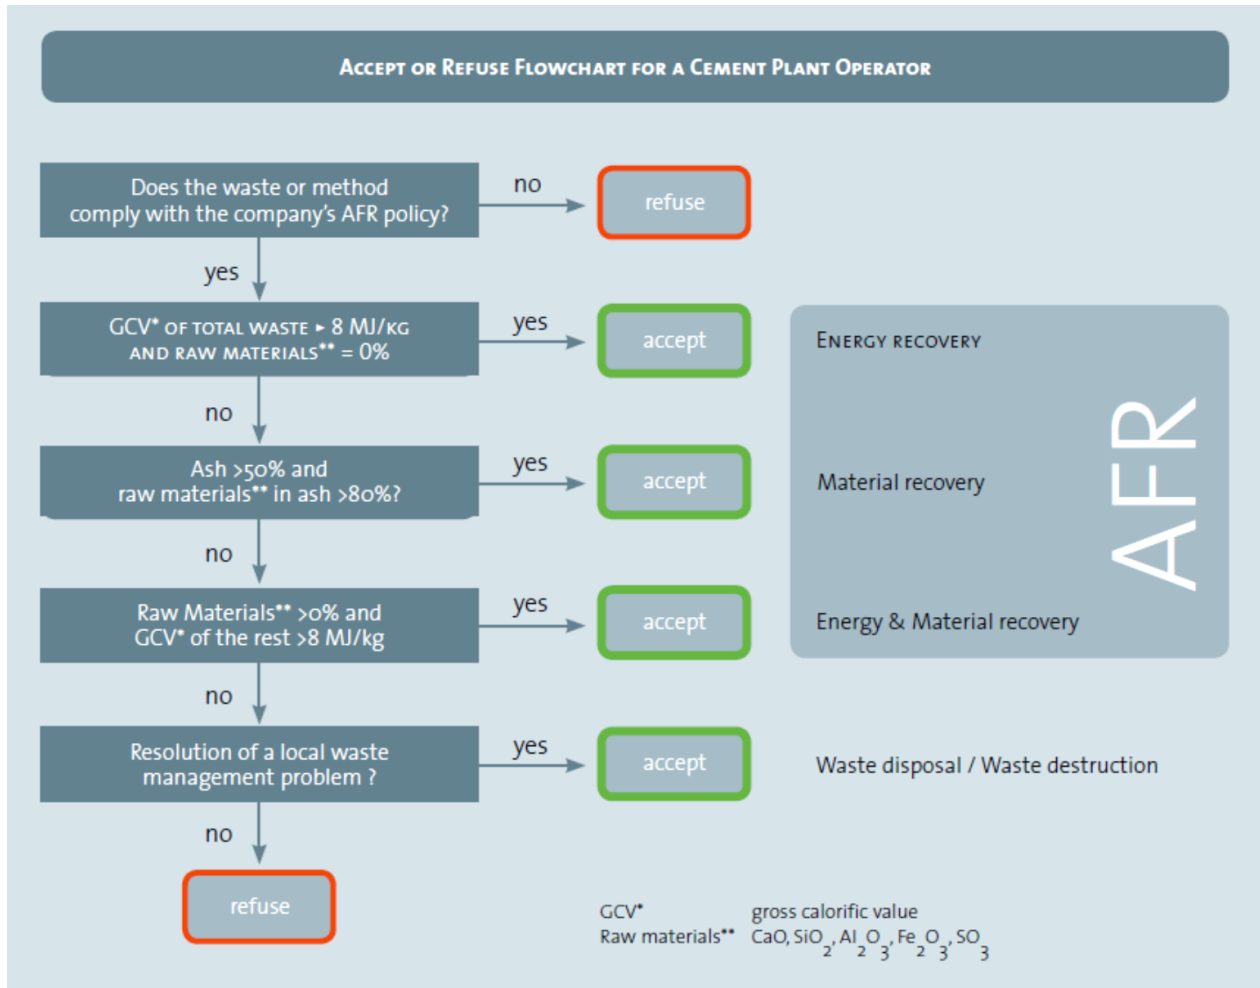 Accept or Refuse Flowchart for a Cement Plant Operator
Does the waste or method
comply with the company's AFR policy?
no
refuse
yes
GCV* of total waste ▸ 8 MJ/kg
and raw materials** = 0%
yes
accept
Energy recovery
no
Ash >50% and
raw materials** in ash >80%?
yes
accept
Material recovery
AFR
no
Raw Materials** >0% and
GCV* of the rest >8 MJ/kg
yes
accept
Energy & Material recovery
no
Resolution of a local waste
management problem ?
yes
accept
Waste disposal / Waste destruction
no
refuse
GCV* gross calorific value
Raw materials** CaO, SiO2, Al2O3, Fe2O3, SO3